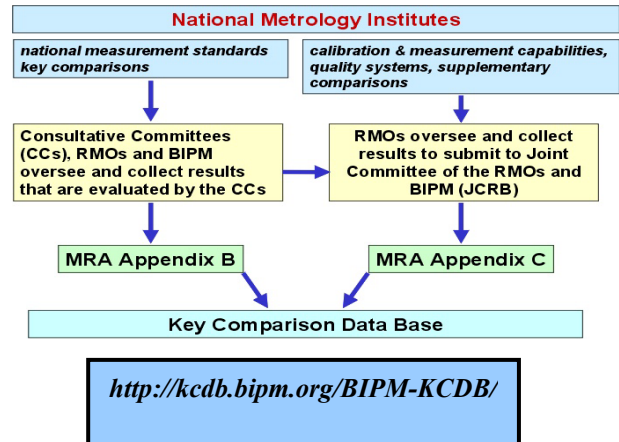 National Metrology Institutes
national measurement standards
key comparisons
calibration & measurement capabilities,
quality systems, supplementary
comparisons
Consultative Committees
(CCs), RMOs and BIPM
oversee and collect results
that are evaluated by the CCs
RMOs oversee and collect
results to submit to Joint
Committee of the RMOs and
BIPM (JCRB)
MRA Appendix B
MRA Appendix C
Key Comparison Data Base
http://kcdb.bipm.org/BIPM-KCDB/